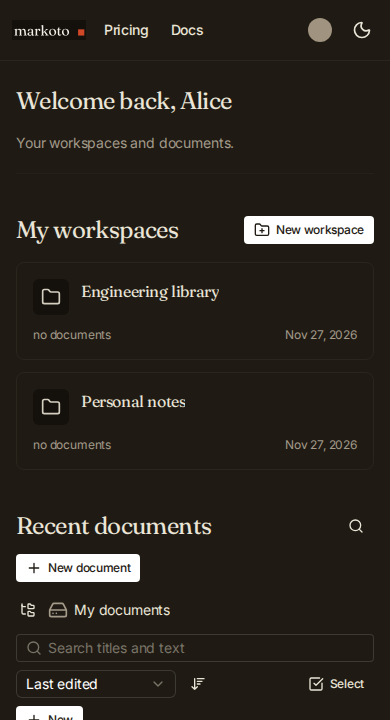 markoto Pricing Docs
Welcome back, Alice
Your workspaces and documents.
My workspaces New workspace
Engineering library
no documents Nov 27, 2026
Personal notes
no documents Nov 27, 2026
Recent documents
New document
My documents
Search titles and text
Last edited Select
New